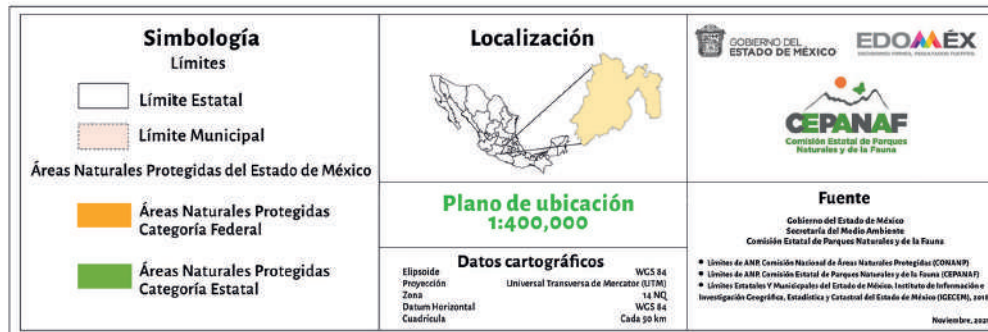 Simbología
Límites
Límite Estatal
Límite Municipal
Áreas Naturales Protegidas del Estado de México
Áreas Naturales Protegidas
Categoría Federal
Áreas Naturales Protegidas
Categoría Estatal
Localización
Plano de ubicación
1:400,000
Datos cartográficos
Elipsoide WGS 84
Proyección Universal Transversa de Mercator (UTM)
Zona 14 NQ
Datum Horizontal WGS 84
Cuadrícula Cada 50 km
GOBIERNO DEL
ESTADO DE MÉXICO
EDOMÉX
DECISIONES FIRMES, RESULTADOS FUERTES.
CEPANAF
Comisión Estatal de Parques
Naturales y de la Fauna
Fuente
Gobierno del Estado de México
Secretaría del Medio Ambiente
Comisión Estatal de Parques Naturales y de la Fauna
• Límites de ANP, Comisión Nacional de Áreas Naturales Protegidas (CONANP)
• Límites de ANP, Comisión Estatal de Parques Naturales y de la Fauna (CEPANAF)
• Límites Estatales Y Municicpales del Estado de México. Instituto de Información e
Investigación Geográfica, Estadística y Catastral del Estado de México (IGECEM), 2018
Noviembre,